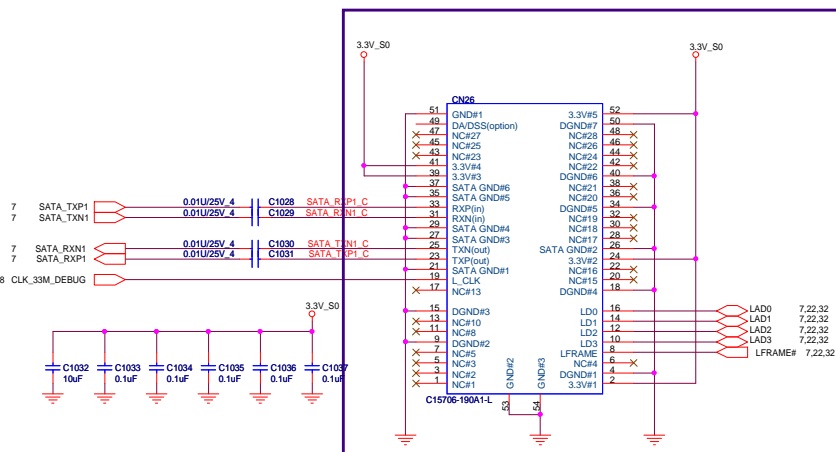 3.3V_S0 3.3V_S0
CN26
51 GND#1 3.3V#5 52
49 DA/DSS(option) DGND#7 50
47 NC#27 NC#28 48
45 NC#25 NC#26 46
43 NC#23 NC#24 44
41 3.3V#4 NC#22 42
39 3.3V#3 DGND#6 40
37 SATA GND#6 NC#21 38
35 SATA GND#5 NC#20 36
7 SATA_TXP1 0.01U/25V_4 C1028 SATA_RXP1_C 33 RXP(in) DGND#5 34
7 SATA_TXN1 0.01U/25V_4 C1029 SATA_RXN1_C 31 RXN(in) NC#19 32
29 SATA GND#4 NC#18 30
27 SATA GND#3 NC#17 28
7 SATA_RXN1 0.01U/25V_4 C1030 SATA_TXN1_C 25 TXN(out) SATA GND#2 26
7 SATA_RXP1 0.01U/25V_4 C1031 SATA_TXP1_C 23 TXP(out) 3.3V#2 24
21 SATA GND#1 NC#16 22
8 CLK_33M_DEBUG 19 L_CLK NC#15 20
17 NC#13 DGND#4 18
3.3V_S0
15 DGND#3 LD0 16 LAD0 7,22,32
13 NC#10 LD1 14 LAD1 7,22,32
11 NC#8 LD2 12 LAD2 7,22,32
9 DGND#2 LD3 10 LAD3 7,22,32
7 NC#5 LFRAME 8 LFRAME# 7,22,32
5 NC#3 NC#4 6
3 NC#2 DGND#1 4
1 NC#1 3.3V#1 2
GND#2 GND#3
53 54
C15706-190A1-L
C1032 C1033 C1034 C1035 C1036 C1037
10uF 0.1uF 0.1uF 0.1uF 0.1uF 0.1uF